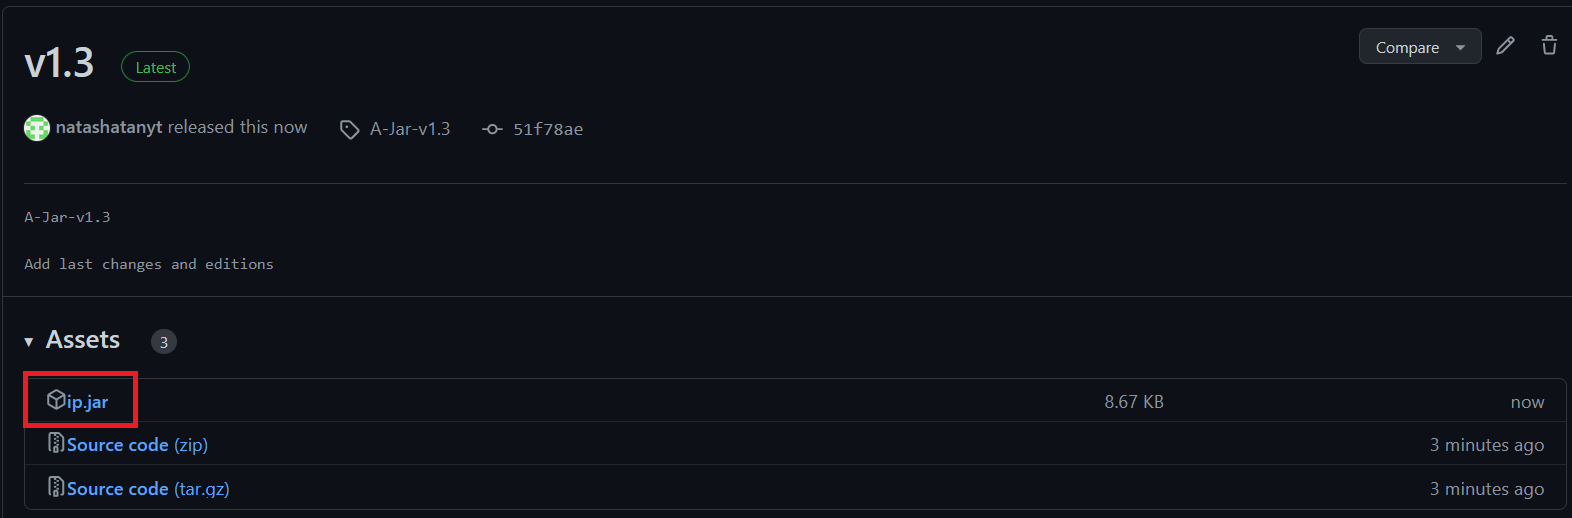 v1.3 Latest Compare
natashatanyt released this now A-Jar-v1.3 51f78ae
A-Jar-v1.3
Add last changes and editions
Assets 3
ip.jar 8.67 KB now
Source code (zip) 3 minutes ago
Source code (tar.gz) 3 minutes ago